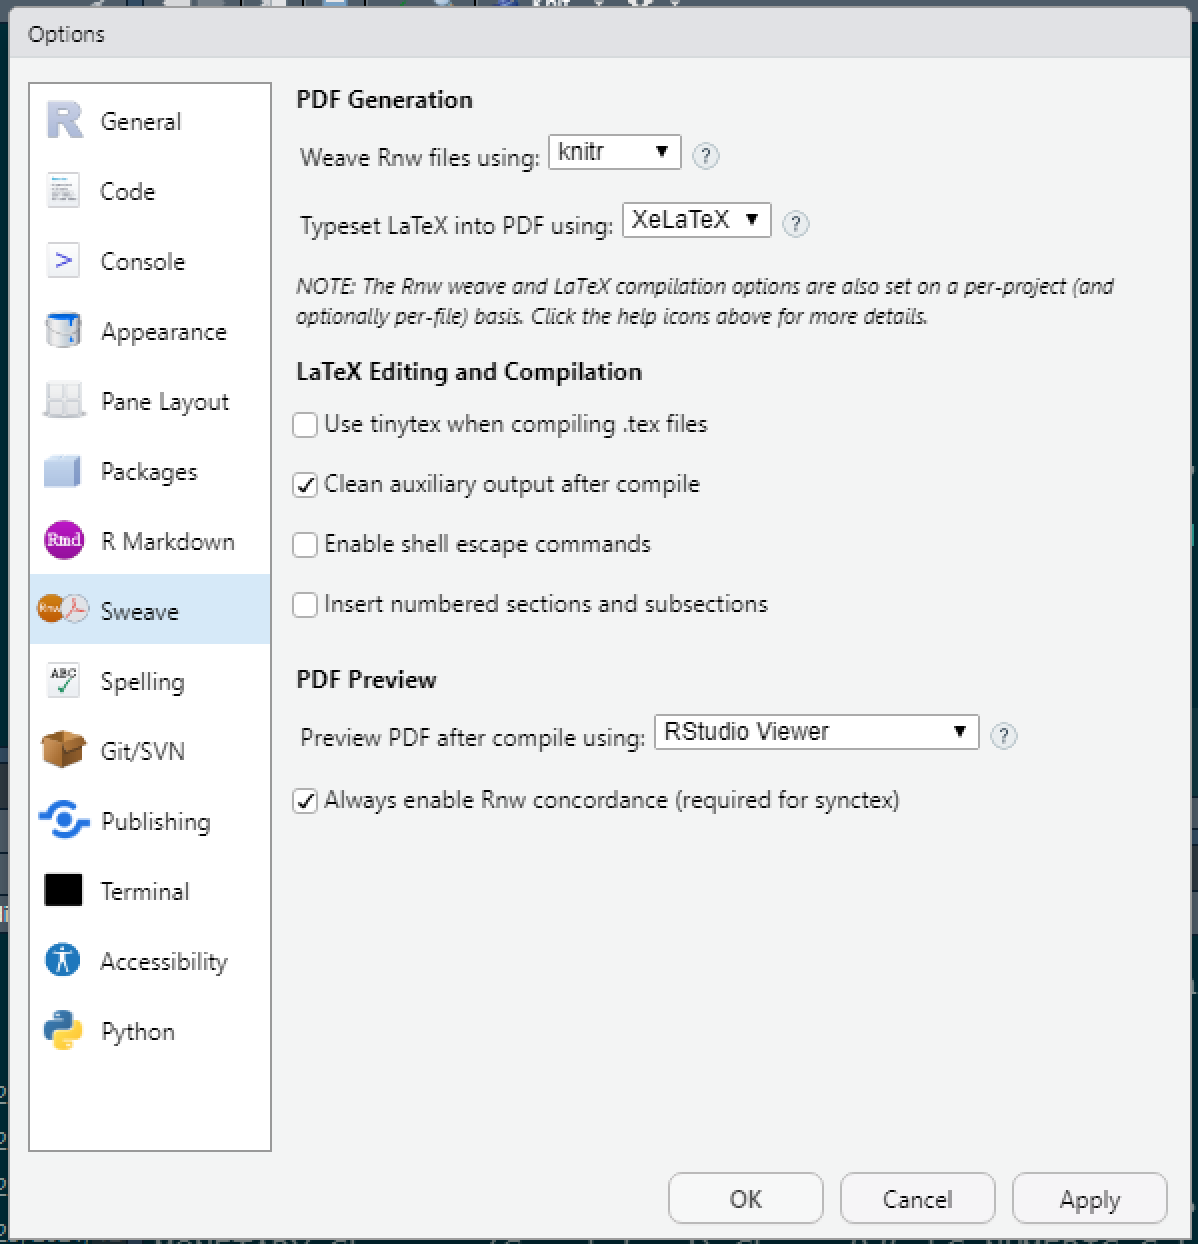 Options
General
Code
Console
Appearance
Pane Layout
Packages
Rmd R Markdown
Rnw Sweave
ABC Spelling
Git/SVN
Publishing
Terminal
Accessibility
Python
PDF Generation
Weave Rnw files using: knitr ▼ ?
Typeset LaTeX into PDF using: XeLaTeX ▼ ?
NOTE: The Rnw weave and LaTeX compilation options are also set on a per-project (and
optionally per-file) basis. Click the help icons above for more details.
LaTeX Editing and Compilation
Use tinytex when compiling .tex files
Clean auxiliary output after compile
Enable shell escape commands
Insert numbered sections and subsections
PDF Preview
Preview PDF after compile using: RStudio Viewer ▼ ?
Always enable Rnw concordance (required for synctex)
OK Cancel Apply